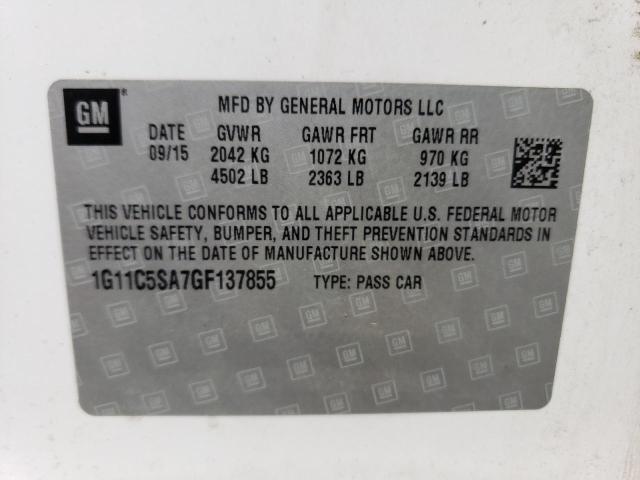 GM
MFD BY GENERAL MOTORS LLC
DATE GVWR GAWR FRT GAWR RR
09/15 2042 KG 1072 KG 970 KG
4502 LB 2363 LB 2139 LB
THIS VEHICLE CONFORMS TO ALL APPLICABLE U.S. FEDERAL MOTOR
VEHICLE SAFETY, BUMPER, AND THEFT PREVENTION STANDARDS IN
EFFECT ON THE DATE OF MANUFACTURE SHOWN ABOVE.
1G11C5SA7GF137855 TYPE: PASS CAR